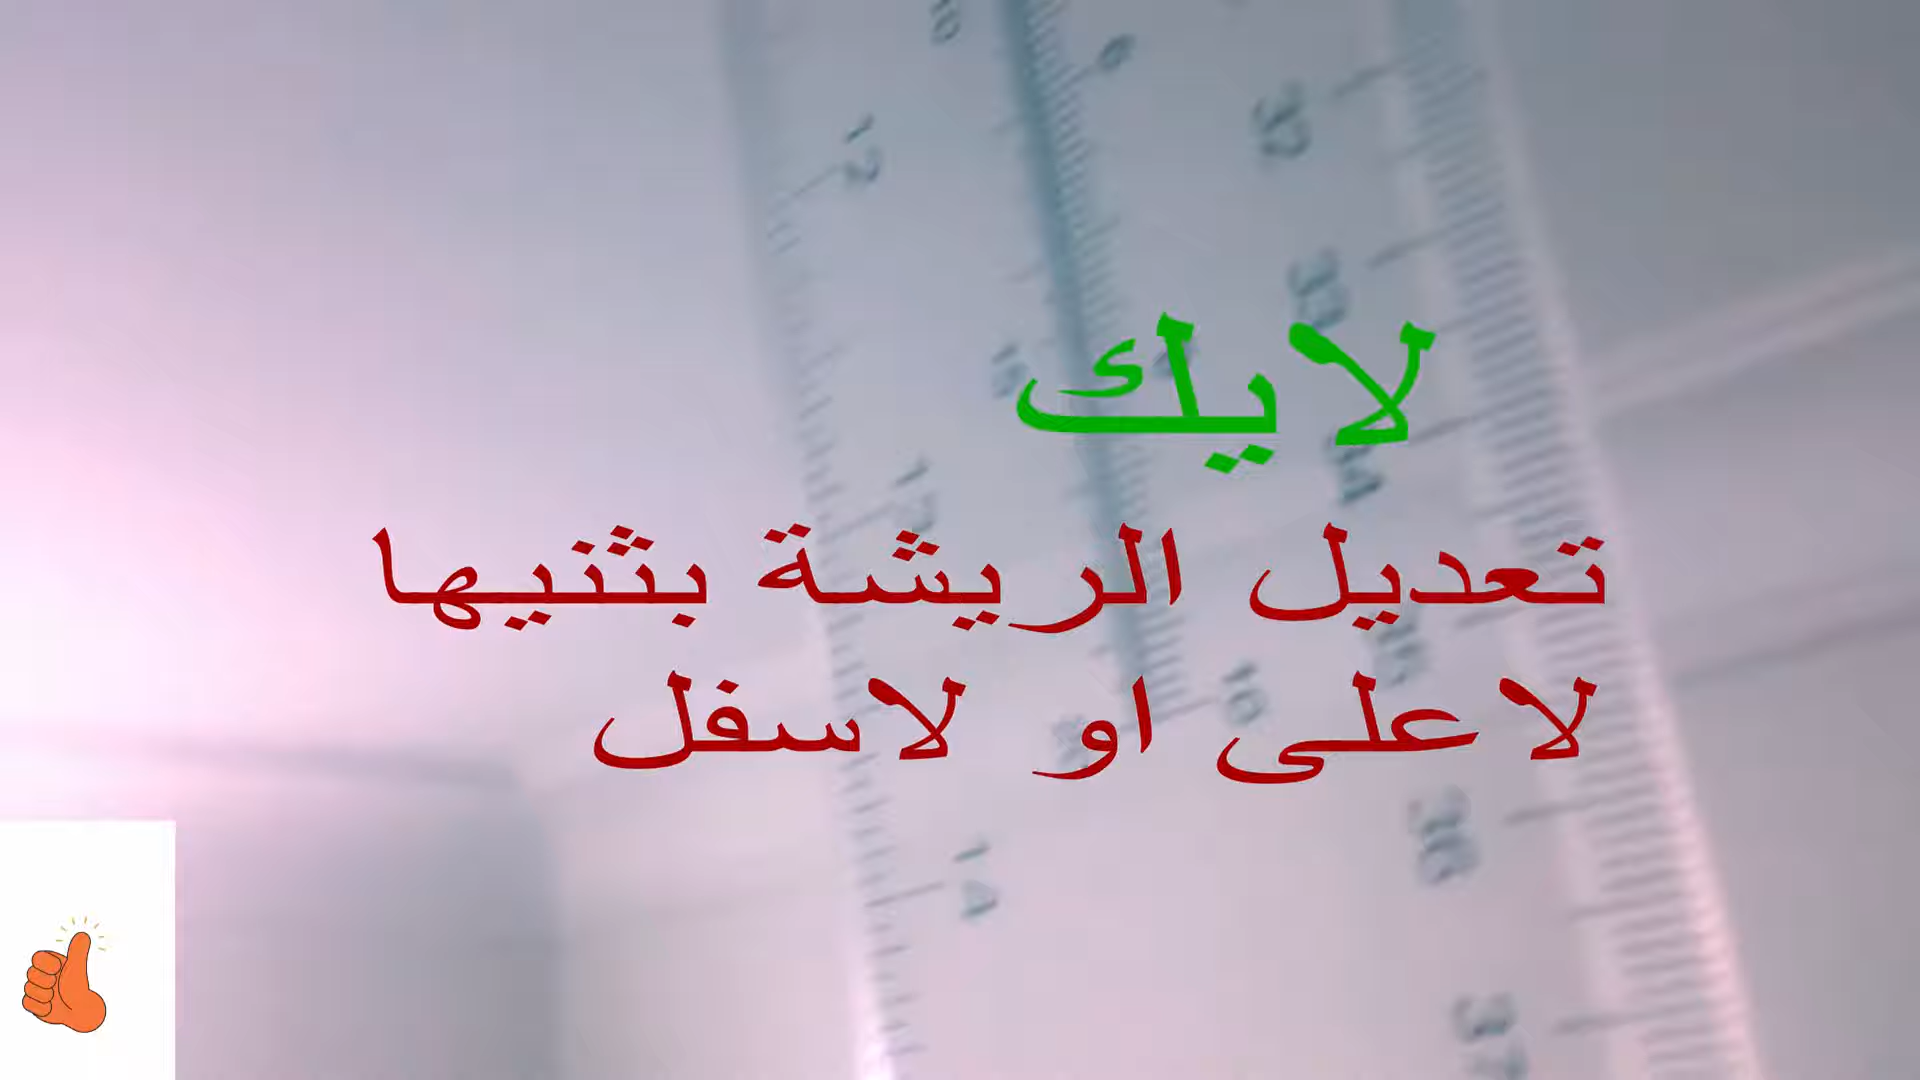 لايك
تعديل الريشة بثنيها
لاعلى او لاسفل